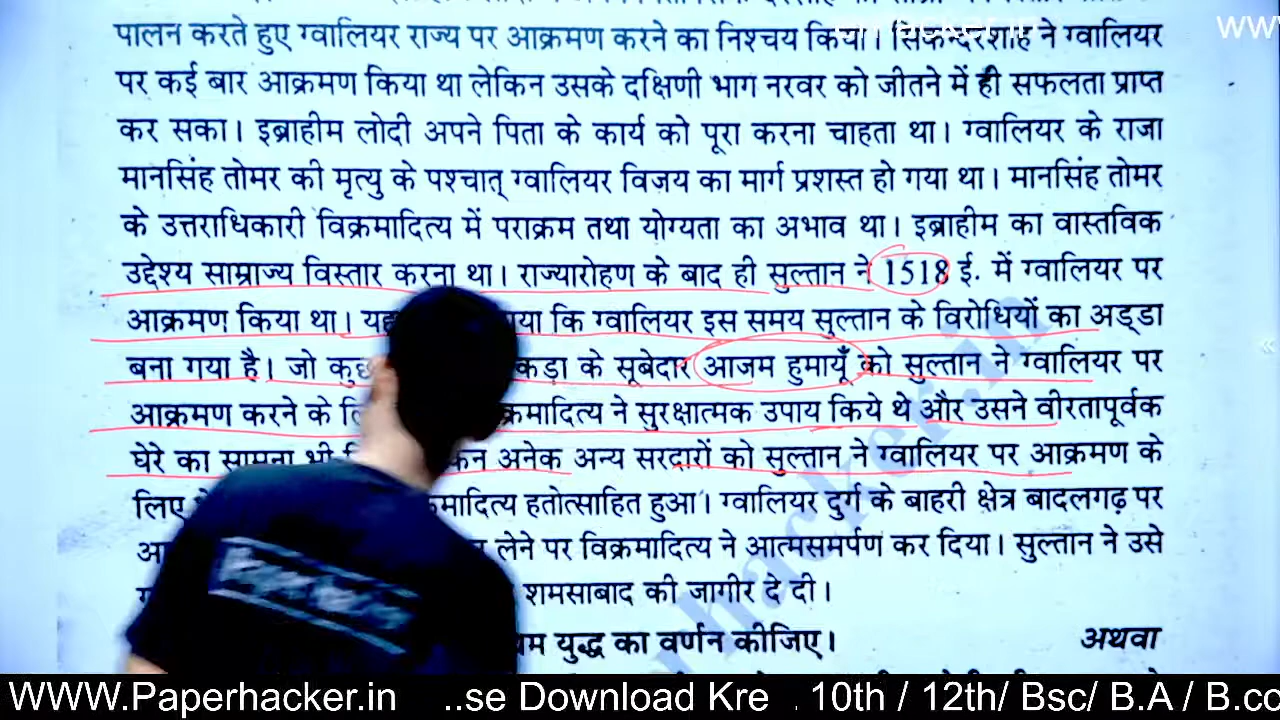 पालन करते हुए ग्वालियर राज्य पर आक्रमण करने का निश्चय किया। सिकन्दरशाह ने ग्वालियर
पर कई बार आक्रमण किया था लेकिन उसके दक्षिणी भाग नरवर को जीतने में ही सफलता प्राप्त
कर सका। इब्राहीम लोदी अपने पिता के कार्य को पूरा करना चाहता था। ग्वालियर के राजा
मानसिंह तोमर की मृत्यु के पश्चात् ग्वालियर विजय का मार्ग प्रशस्त हो गया था। मानसिंह तोमर
के उत्तराधिकारी विक्रमादित्य में पराक्रम तथा योग्यता का अभाव था। इब्राहीम का वास्तविक
उद्देश्य साम्राज्य विस्तार करना था। राज्यारोहण के बाद ही सुल्तान ने 1518 ई. में ग्वालियर पर
आक्रमण किया था। कि ग्वालियर इस समय सुल्तान के विरोधियों का अड्डा
बना गया है। जो कड़ा के सूबेदार आजम हुमायूँ को सुल्तान ने ग्वालियर पर
आक्रमण करने के ने सुरक्षात्मक उपाय किये थे और उसने वीरतापूर्वक
घेरे का सामना भी अनेक अन्य सरदारों को सुल्तान ने ग्वालियर पर आक्रमण के
लिए हतोत्साहित हुआ। ग्वालियर दुर्ग के बाहरी क्षेत्र बादलगढ़ पर
लेने पर विक्रमादित्य ने आत्मसमर्पण कर दिया। सुल्तान ने उसे
शमसाबाद की जागीर दे दी।
युद्ध का वर्णन कीजिए। अथवा
WWW.Paperhacker.in ..se Download Kre . 10th / 12th/ Bsc/ B.A / B.co